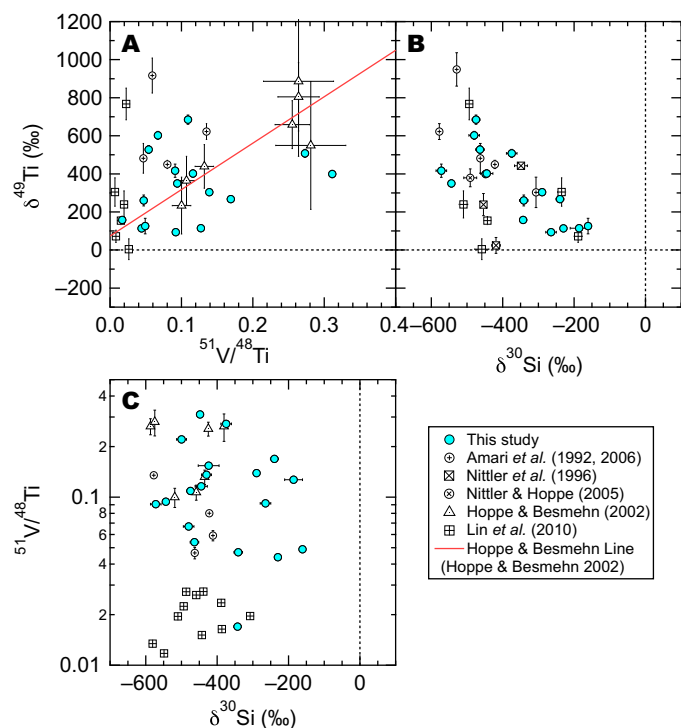 A
B
1200
1000
800
600
400
200
0
−200
δ⁴⁹Ti (‰)
0.0
0.1
0.2
0.3
0.4
⁵¹V/⁴⁸Ti
−600
−400
−200
0
δ³⁰Si (‰)
C
0.1
0.01
2
4
6
8
2
4
⁵¹V/⁴⁸Ti
−600
−400
−200
0
δ³⁰Si (‰)
This study
Amari et al. (1992, 2006)
Nittler et al. (1996)
Nittler & Hoppe (2005)
Hoppe & Besmehn (2002)
Lin et al. (2010)
Hoppe & Besmehn Line
(Hoppe & Besmehn 2002)